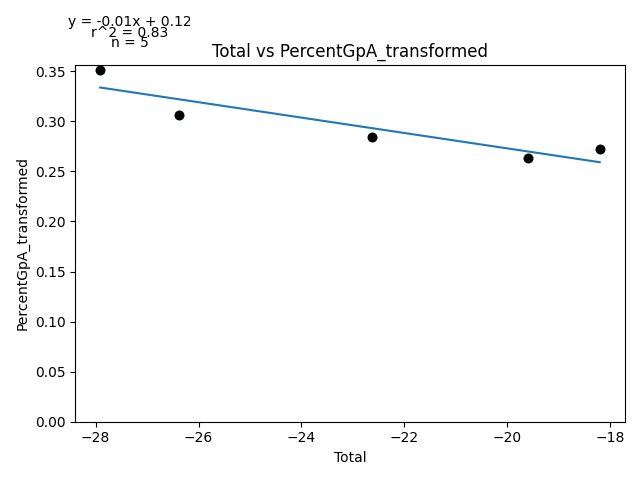 y = -0.01x + 0.12
r^2 = 0.83
n = 5
Total vs PercentGpA_transformed
0.35
0.30
0.25
0.20
0.15
0.10
0.05
0.00
PercentGpA_transformed
−28 −26 −24 −22 −20 −18
Total